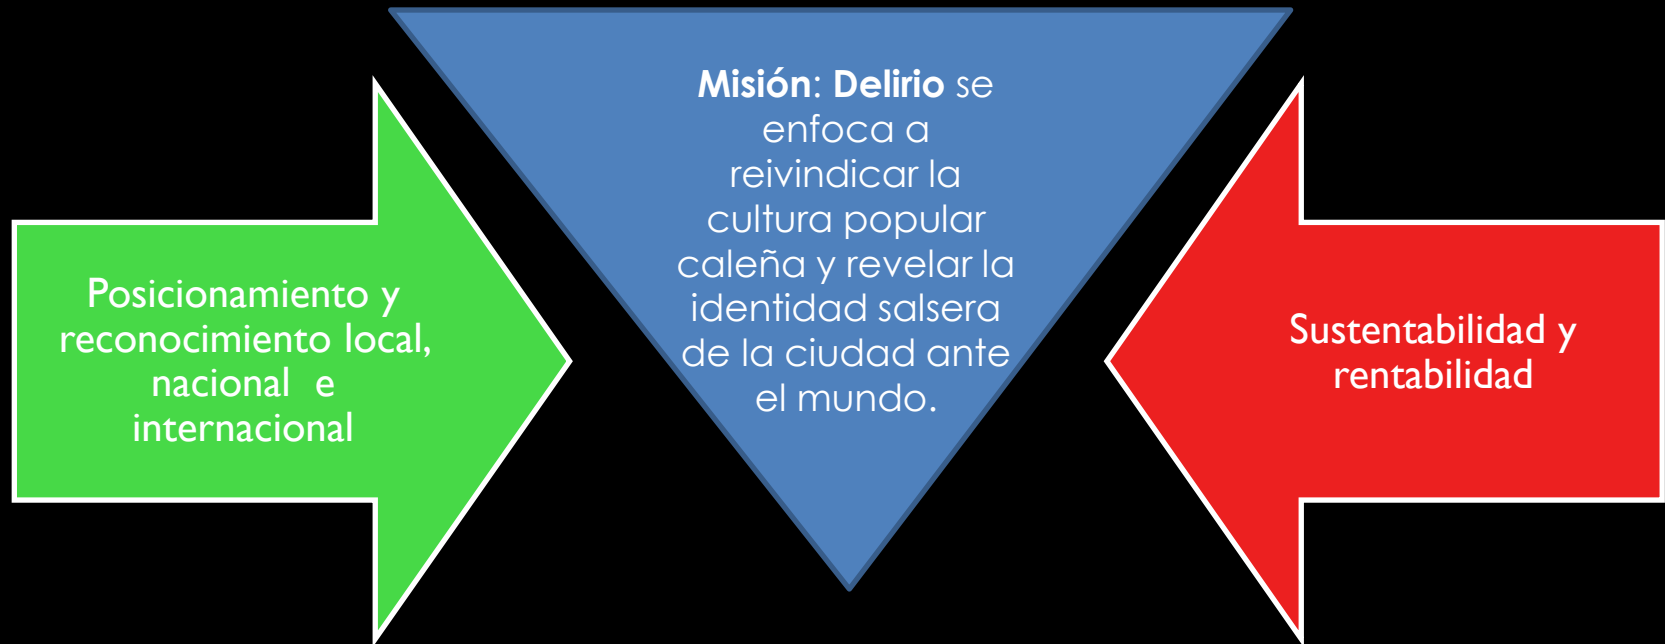 Posicionamiento y
reconocimiento local,
nacional e
internacional
Misión: Delirio se
enfoca a
reivindicar la
cultura popular
caleña y revelar la
identidad salsera
de la ciudad ante
el mundo.
Sustentabilidad y
rentabilidad